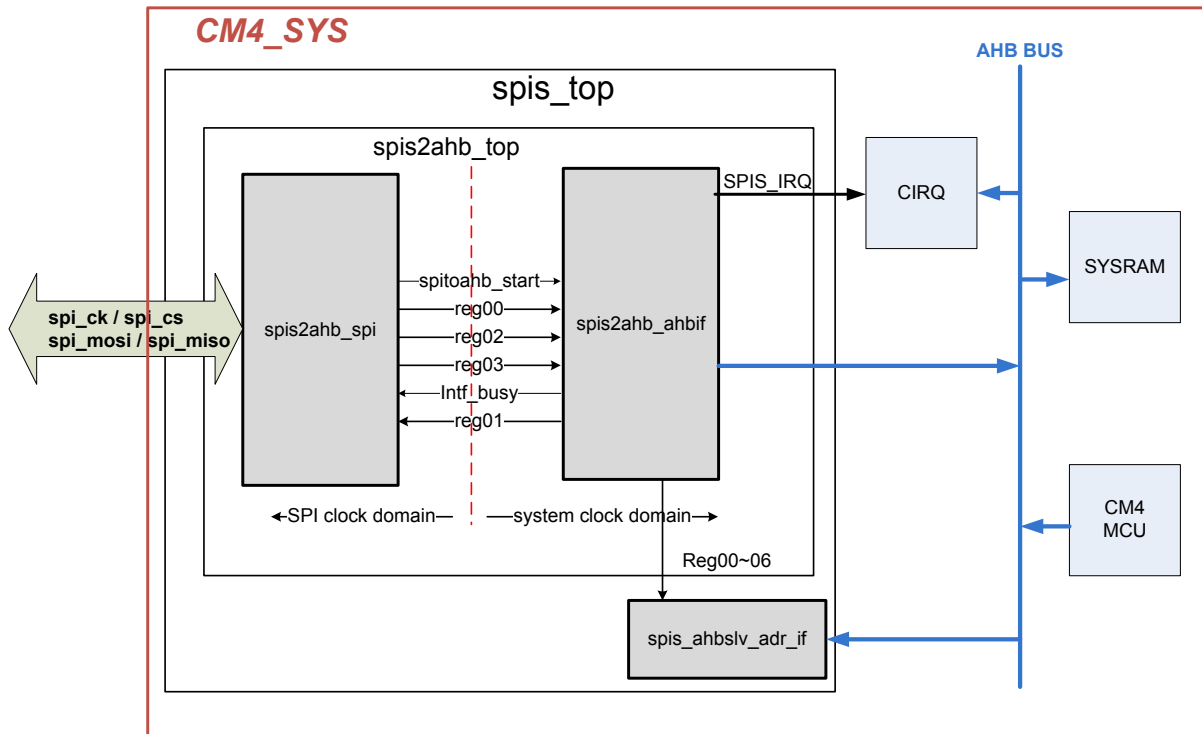 CM4_SYS
AHB BUS
spis_top
spis2ahb_top
SPIS_IRQ
CIRQ
SYSRAM
spitoahb_start
reg00
reg02
reg03
Intf_busy
reg01
spis2ahb_spi
spis2ahb_ahbif
spi_ck / spi_cs
spi_mosi / spi_miso
SPI clock domain
system clock domain
CM4
MCU
Reg00~06
spis_ahbslv_adr_if